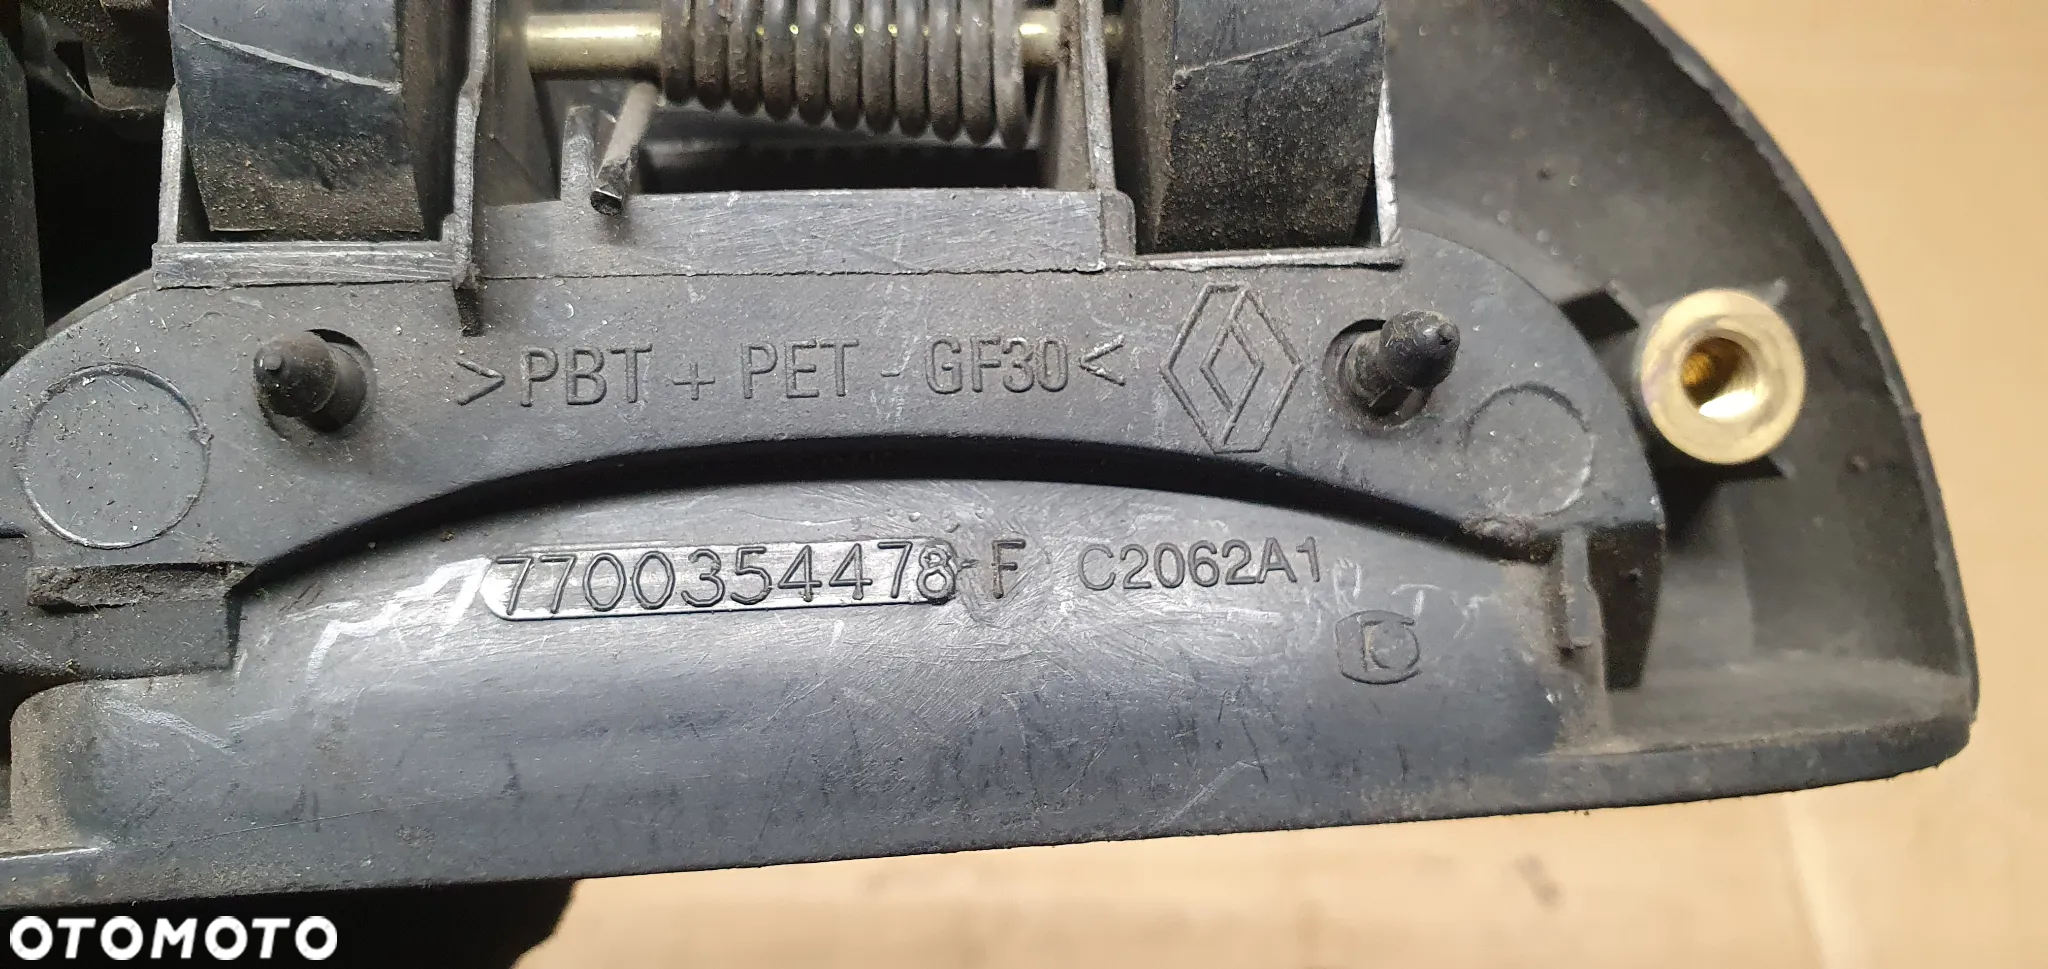 >PBT + PET - GF30<
7700354478-F C2062A1
OTOMOTO